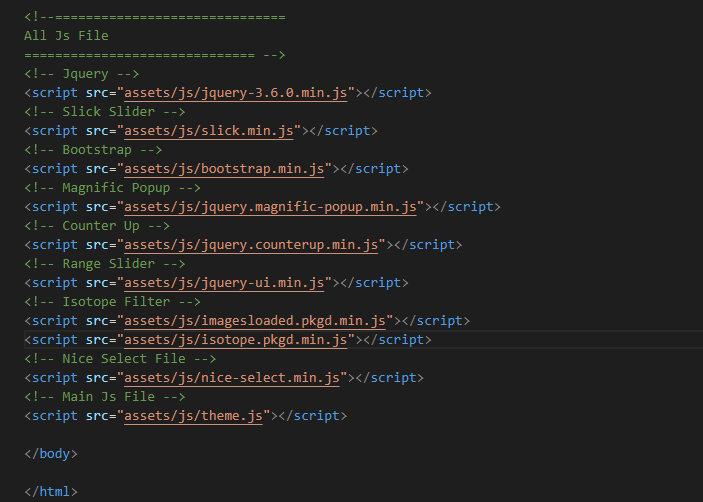 <!--=============================
All Js File
============================= -->
<!-- Jquery -->
<script src="assets/js/jquery-3.6.0.min.js"></script>
<!-- Slick Slider -->
<script src="assets/js/slick.min.js"></script>
<!-- Bootstrap -->
<script src="assets/js/bootstrap.min.js"></script>
<!-- Magnific Popup -->
<script src="assets/js/jquery.magnific-popup.min.js"></script>
<!-- Counter Up -->
<script src="assets/js/jquery.counterup.min.js"></script>
<!-- Range Slider -->
<script src="assets/js/jquery-ui.min.js"></script>
<!-- Isotope Filter -->
<script src="assets/js/imagesloaded.pkgd.min.js"></script>
<script src="assets/js/isotope.pkgd.min.js"></script>
<!-- Nice Select File -->
<script src="assets/js/nice-select.min.js"></script>
<!-- Main Js File -->
<script src="assets/js/theme.js"></script>
</body>
</html>